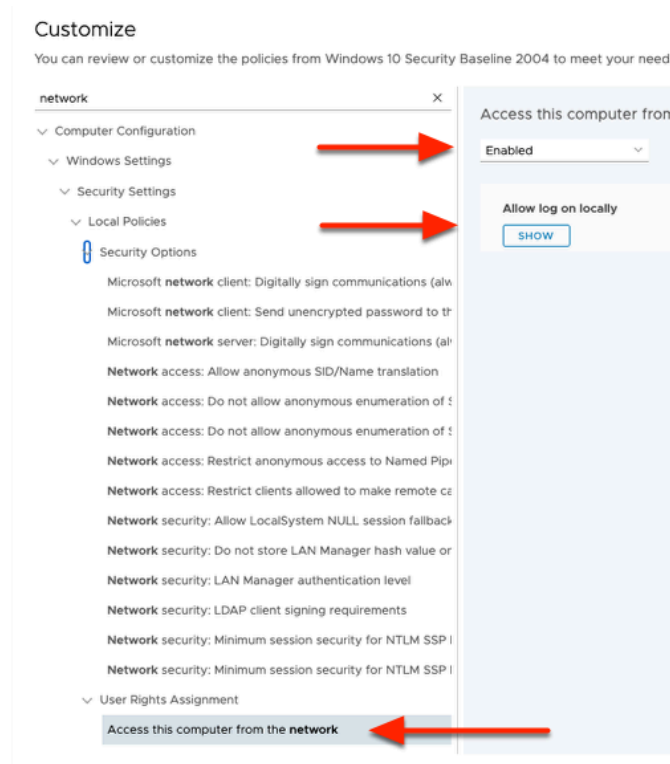 Customize
You can review or customize the policies from Windows 10 Security Baseline 2004 to meet your need
network
Computer Configuration
Windows Settings
Security Settings
Local Policies
Security Options
Microsoft network client: Digitally sign communications (alw
Microsoft network client: Send unencrypted password to th
Microsoft network server: Digitally sign communications (al
Network access: Allow anonymous SID/Name translation
Network access: Do not allow anonymous enumeration of S
Network access: Do not allow anonymous enumeration of S
Network access: Restrict anonymous access to Named Pip
Network access: Restrict clients allowed to make remote ca
Network security: Allow LocalSystem NULL session fallback
Network security: Do not store LAN Manager hash value or
Network security: LAN Manager authentication level
Network security: LDAP client signing requirements
Network security: Minimum session security for NTLM SSP
Network security: Minimum session security for NTLM SSP
User Rights Assignment
Access this computer from the network
Access this computer from
Enabled
Allow log on locally
SHOW